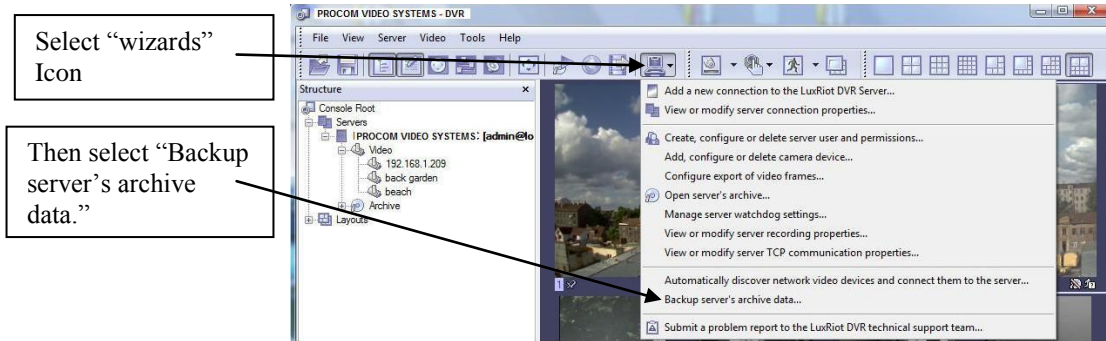 Select “wizards”
Icon
Then select “Backup
server’s archive
data.”
PROCOM VIDEO SYSTEMS - DVR
File View Server Video Tools Help
Structure x
Console Root
Servers
PROCOM VIDEO SYSTEMS: [admin@lo
Video
192.168.1.209
back garden
beach
Archive
Layouts
1
Add a new connection to the LuxRiot DVR Server...
View or modify server connection properties...
Create, configure or delete server user and permissions...
Add, configure or delete camera device...
Configure export of video frames...
Open server's archive...
Manage server watchdog settings...
View or modify server recording properties...
View or modify server TCP communication properties...
Automatically discover network video devices and connect them to the server...
Backup server's archive data...
Submit a problem report to the LuxRiot DVR technical support team...